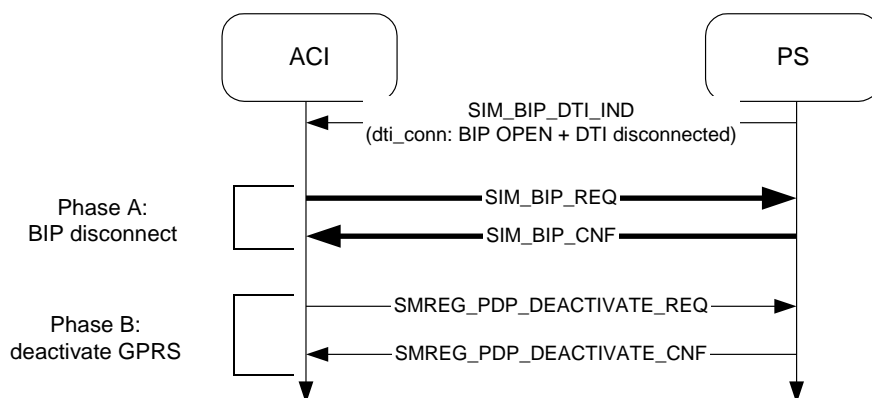 ACI
PS
SIM_BIP_DTI_IND
(dti_conn: BIP OPEN + DTI disconnected)
Phase A:
BIP disconnect
SIM_BIP_REQ
SIM_BIP_CNF
Phase B:
deactivate GPRS
SMREG_PDP_DEACTIVATE_REQ
SMREG_PDP_DEACTIVATE_CNF